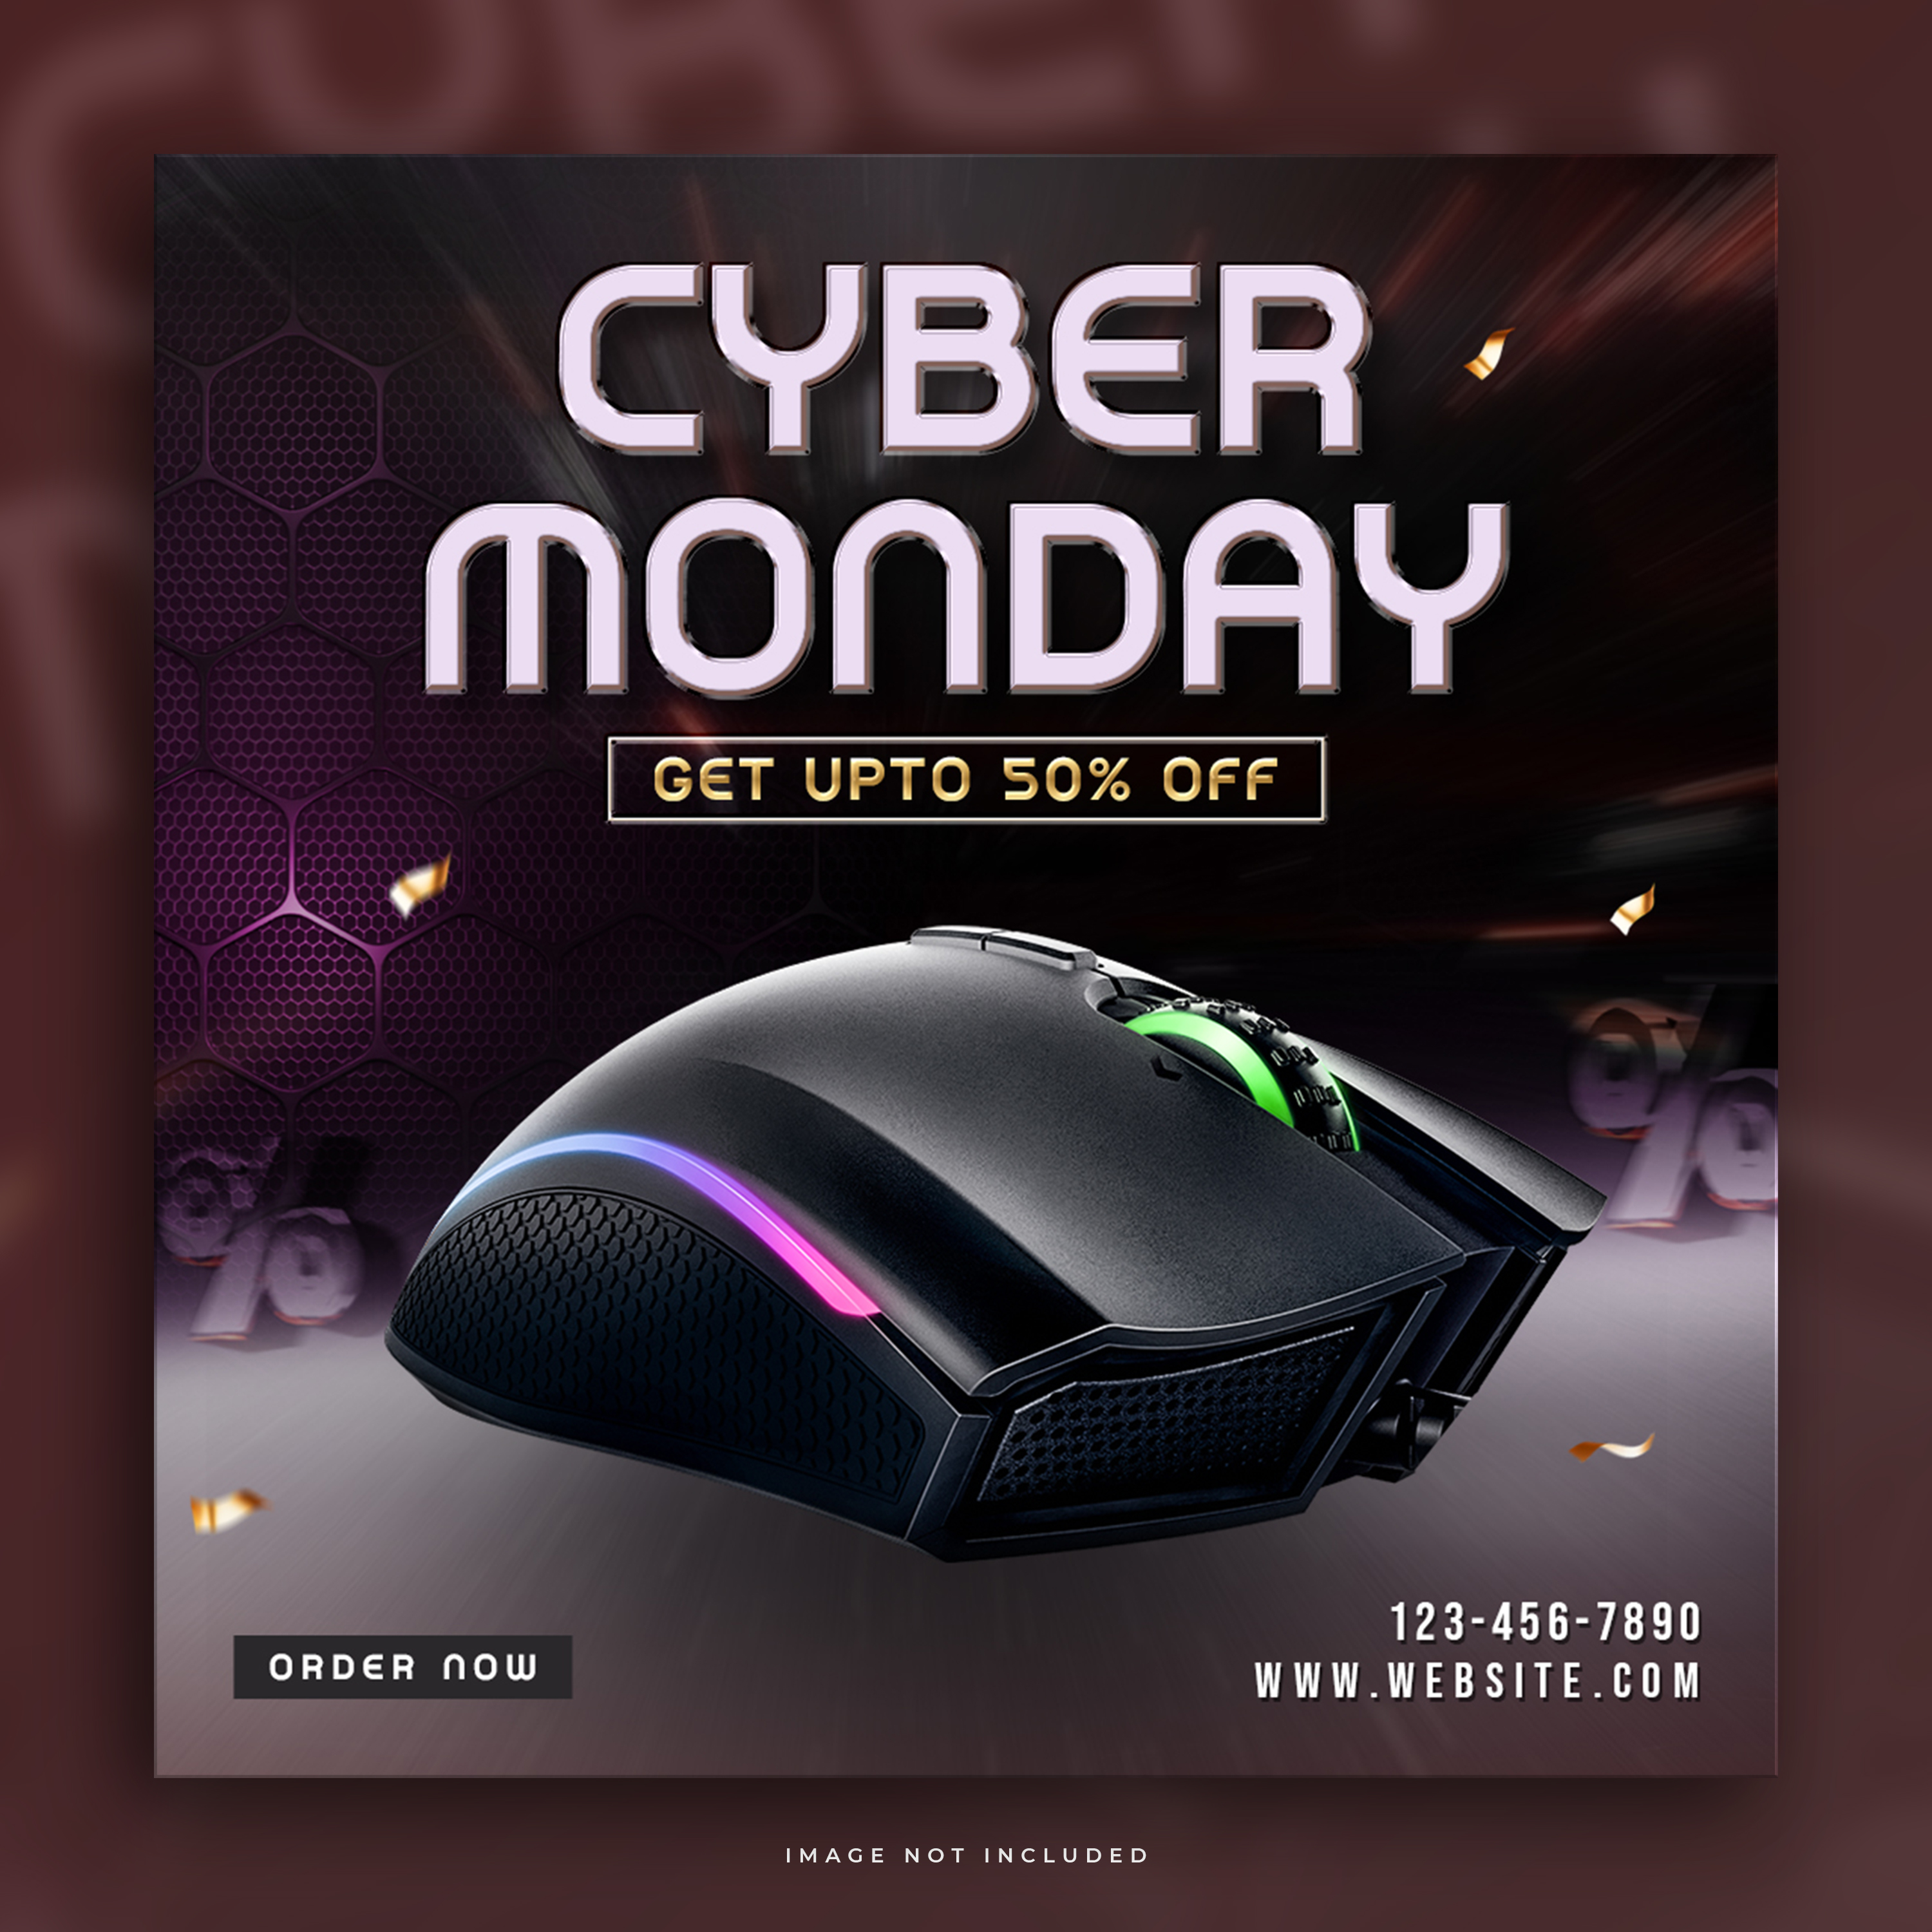 CYBER
MONDAY
GET UPTO 50% OFF
%
%
ORDER NOW
123-456-7890
WWW.WEBSITE.COM
IMAGE NOT INCLUDED